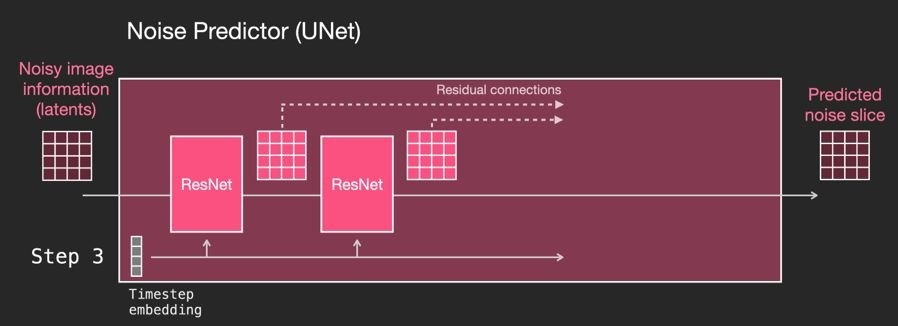 Noise Predictor (UNet)
Noisy image
information
(latents)
Residual connections
Predicted
noise slice
ResNet
ResNet
Step 3
Timestep
embedding